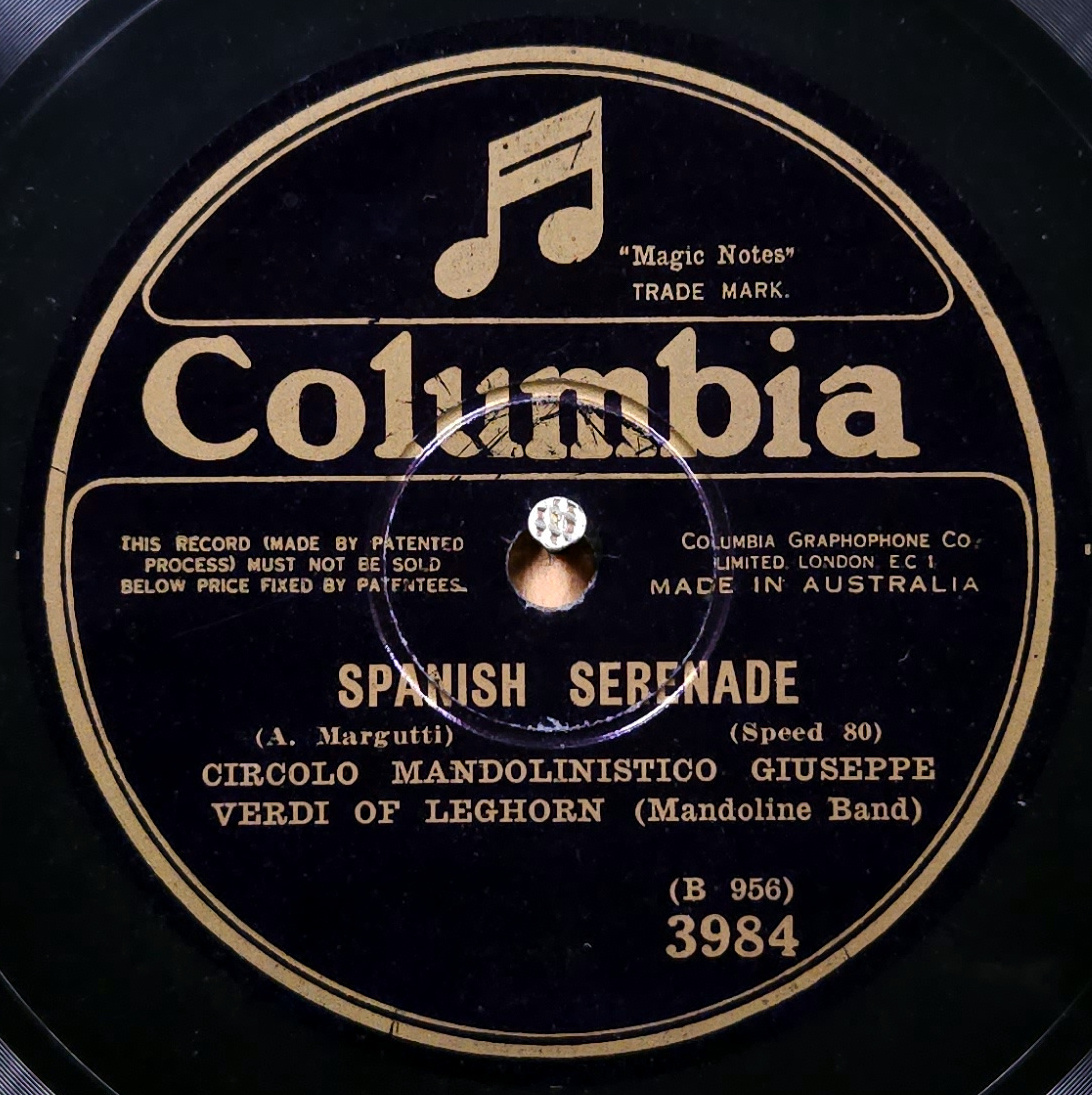 “Magic Notes”
TRADE MARK.
Columbia
THIS RECORD (MADE BY PATENTED
PROCESS) MUST NOT BE SOLD
BELOW PRICE FIXED BY PATENTEES.
COLUMBIA GRAPHOPHONE CO.
LIMITED. LONDON. E.C 1
MADE IN AUSTRALIA
SPANISH SERENADE
(A. Margutti) (Speed 80)
CIRCOLO MANDOLINISTICO GIUSEPPE
VERDI OF LEGHORN (Mandoline Band)
(B 956)
3984